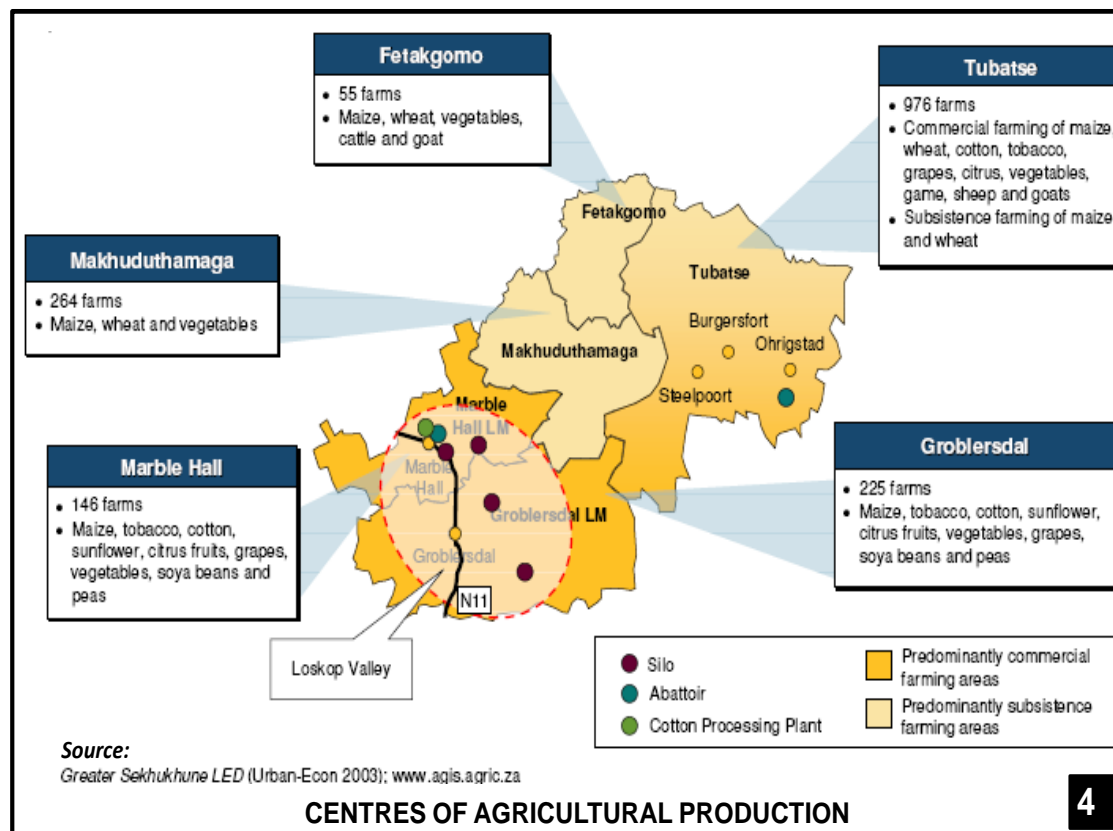 Fetakgomo
• 55 farms
• Maize, wheat, vegetables,
cattle and goat
Tubatse
• 976 farms
• Commercial farming of maize,
wheat, cotton, tobacco,
grapes, citrus, vegetables,
game, sheep and goats
• Subsistence farming of maize
and wheat
Makhuduthamaga
• 264 farms
• Maize, wheat and vegetables
Fetakgomo
Tubatse
Burgersfort
Ohrigstad
Steelpoort
Makhuduthamaga
Marble
Hall LM
Marble
Hall
Groblersdal LM
Groblersdal
N11
Loskop Valley
Marble Hall
• 146 farms
• Maize, tobacco, cotton,
sunflower, citrus fruits, grapes,
vegetables, soya beans and
peas
Groblersdal
• 225 farms
• Maize, tobacco, cotton, sunflower,
citrus fruits, vegetables, grapes,
soya beans and peas
Silo
Abattoir
Cotton Processing Plant
Predominantly commercial
farming areas
Predominantly subsistence
farming areas
Source:
Greater Sekhukhune LED (Urban-Econ 2003); www.agis.agric.za
CENTRES OF AGRICULTURAL PRODUCTION
4